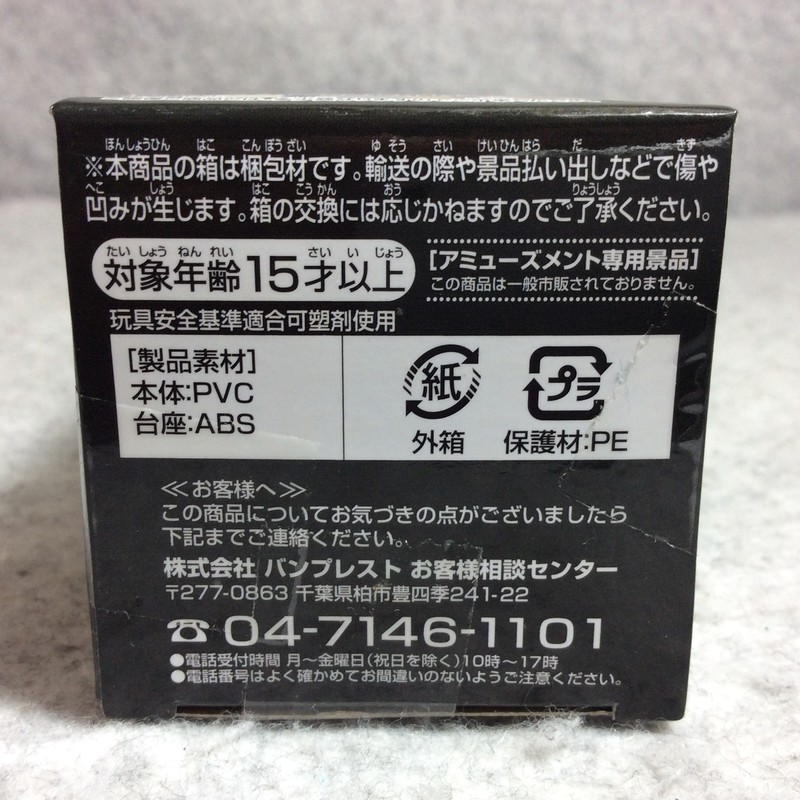 ※本商品の箱は梱包材です。輸送の際や景品払い出しなどで傷や
凹みが生じます。箱の交換には応じかねますのでご了承ください。
対象年齢15才以上
[アミューズメント専用景品]
この商品は一般市販されておりません。
玩具安全基準適合可塑剤使用
[製品素材]
本体:PVC
台座:ABS
紙
外箱
プラ
保護材:PE
≪お客様へ≫
この商品についてお気づきの点がございましたら
下記までご連絡ください。
株式会社 バンプレスト お客様相談センター
〒277-0863 千葉県柏市豊四季241-22
☎04-7146-1101
●電話受付時間 月〜金曜日(祝日を除く)10時〜17時
●電話番号はよく確かめてお間違いのないようご注意ください。